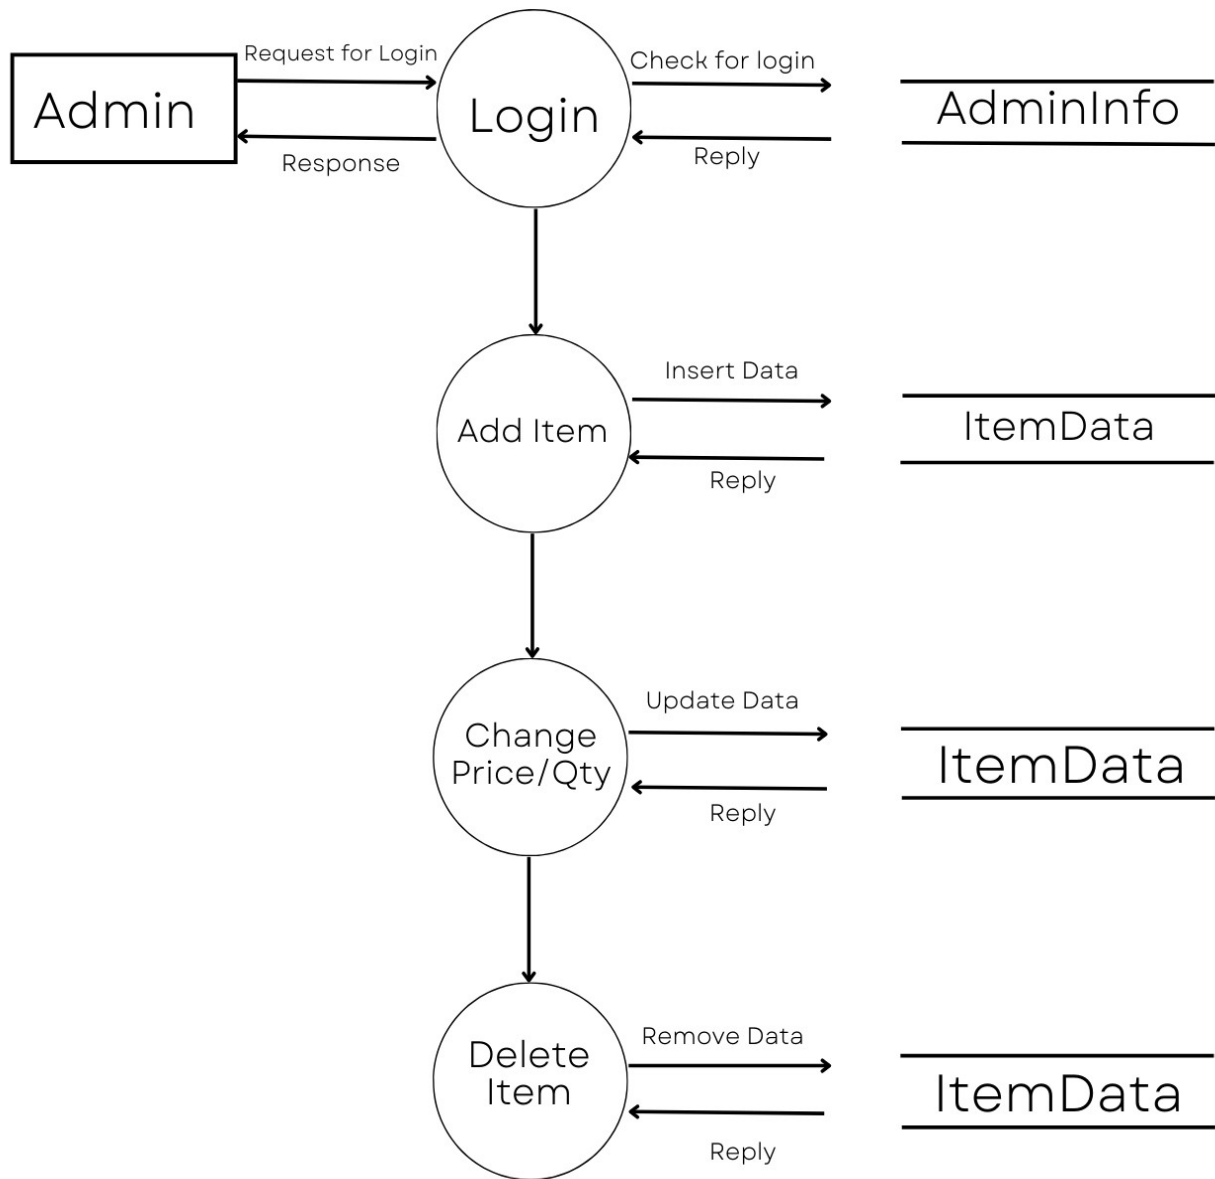 Request for Login
Check for login
Admin
Login
AdminInfo
Response
Reply
Insert Data
Add Item
ItemData
Reply
Update Data
Change
Price/Qty
ItemData
Reply
Remove Data
Delete
Item
ItemData
Reply